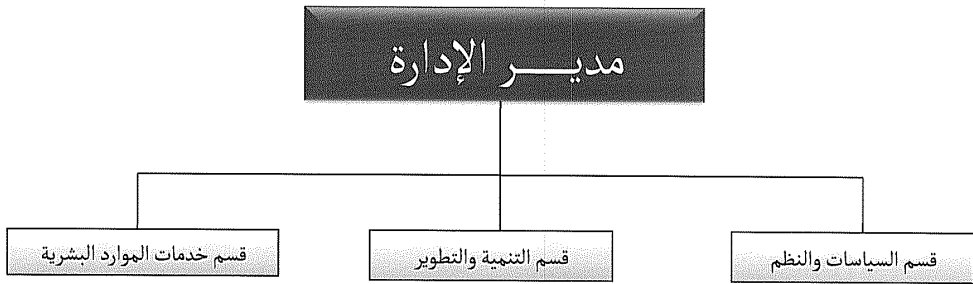 مديـــر الإدارة
قسم السياسات والنظم
قسم التنمية والتطوير
قسم خدمات الموارد البشرية